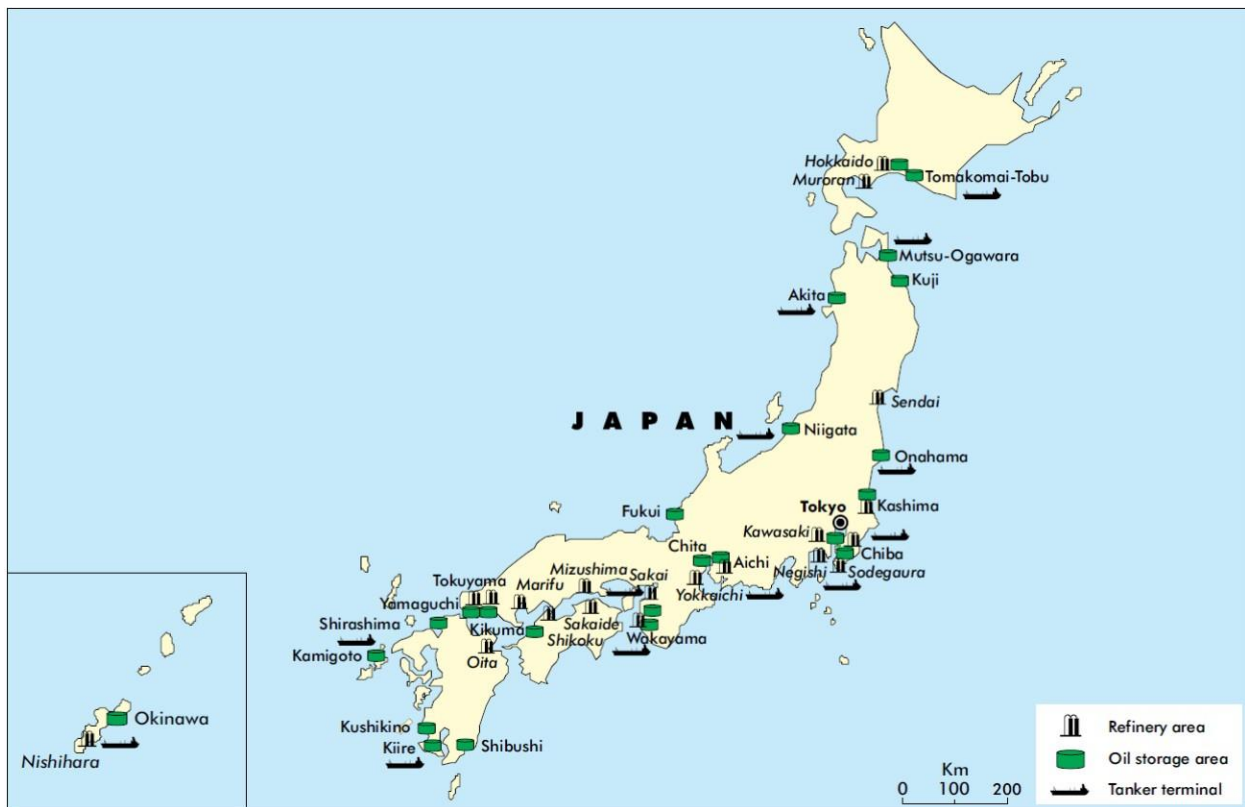 Hokkaido
Muroran
Tomakomai-Tobu
Mutsu-Ogawara
Kuji
Akita
Sendai
JAPAN
Niigata
Onahama
Fukui
Tokyo
Kashima
Kawasaki
Chita
Aichi
Chiba
Negishi
Sodegaura
Yokkaichi
Mizushima
Sakai
Tokuyama
Marifu
Yamaguchi
Shirashima
Kikuma
Sakaide
Shikoku
Wakayama
Oita
Kamigoto
Okinawa
Nishihara
Kushikino
Kiire
Shibushi
Refinery area
Oil storage area
Tanker terminal
Km
0 100 200